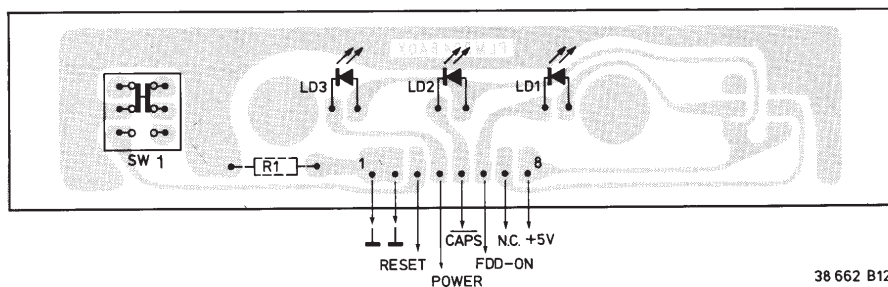 LD3
LD2
LD1
SW 1
R1
1
8
CAPS
N.C.
+5V
RESET
FDD-ON
POWER
38 662 B12